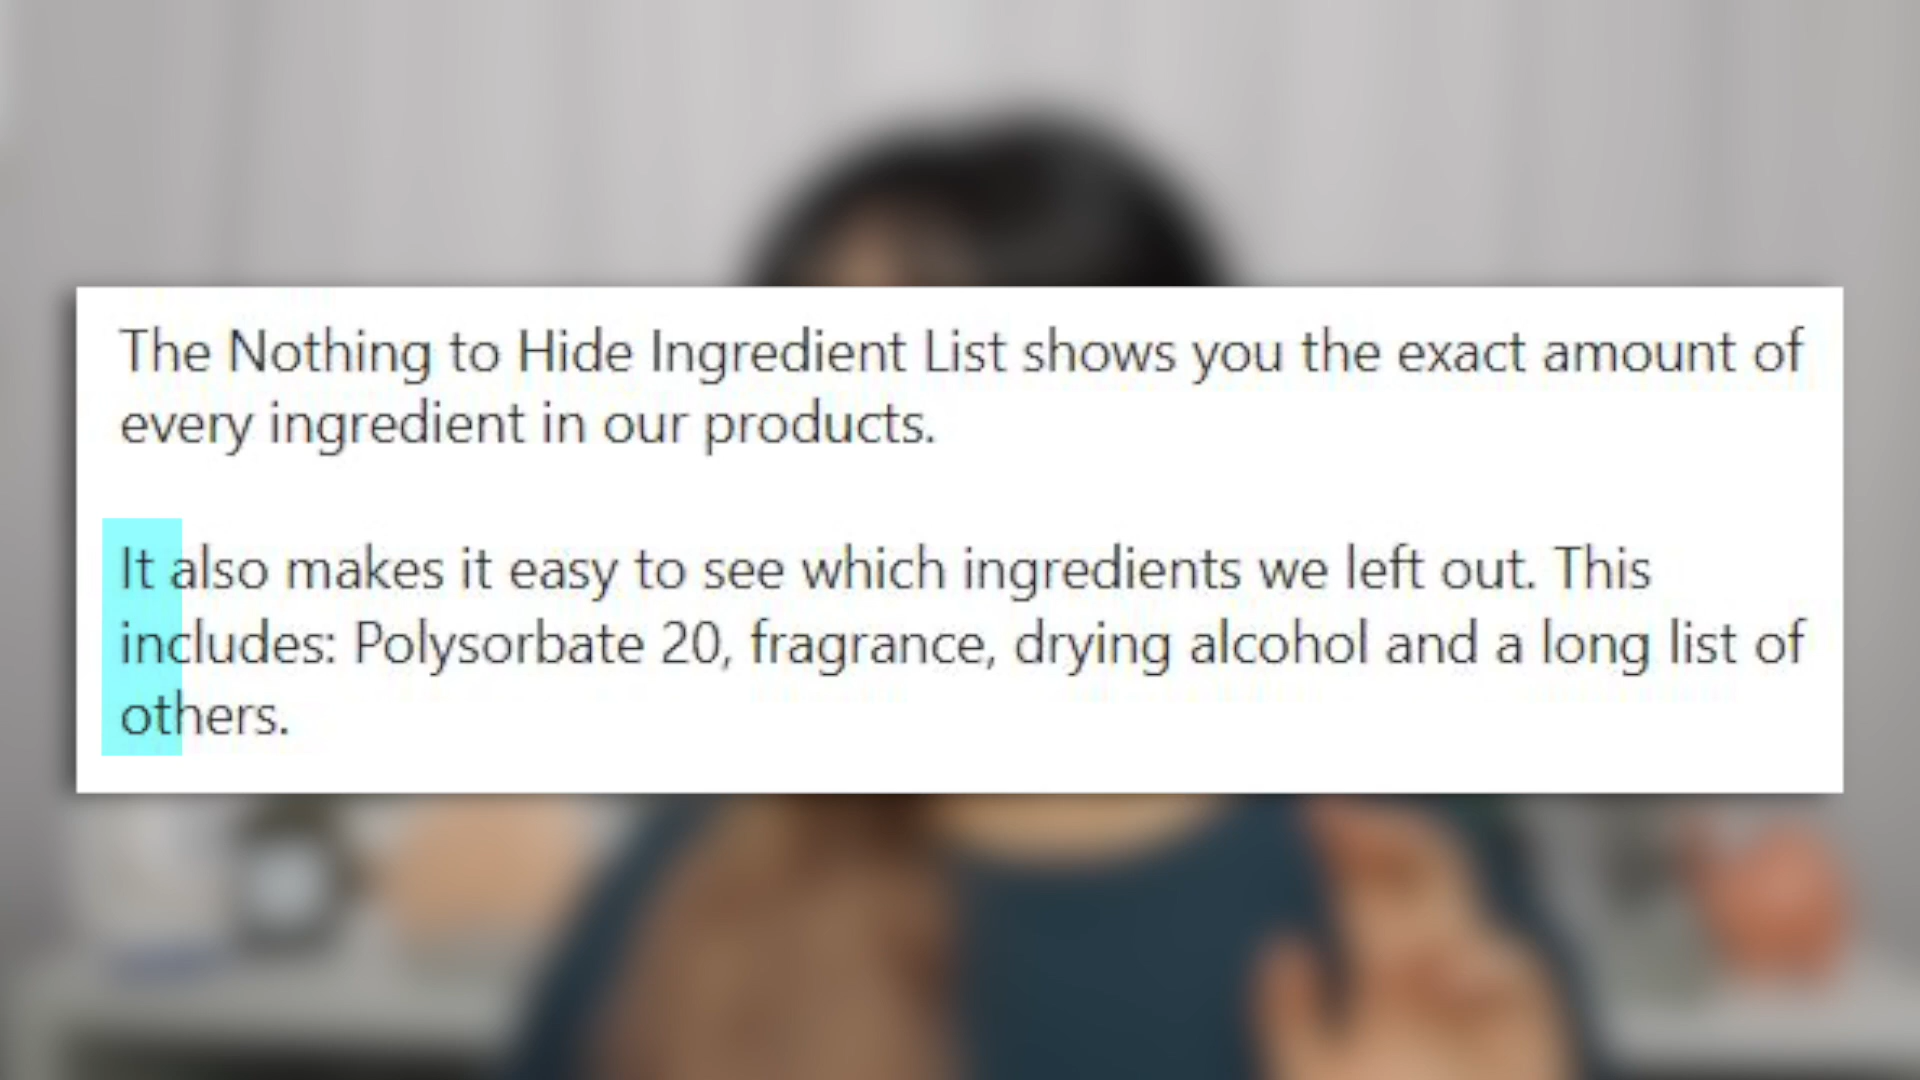 The Nothing to Hide Ingredient List shows you the exact amount of
every ingredient in our products.
It also makes it easy to see which ingredients we left out. This
includes: Polysorbate 20, fragrance, drying alcohol and a long list of
others.